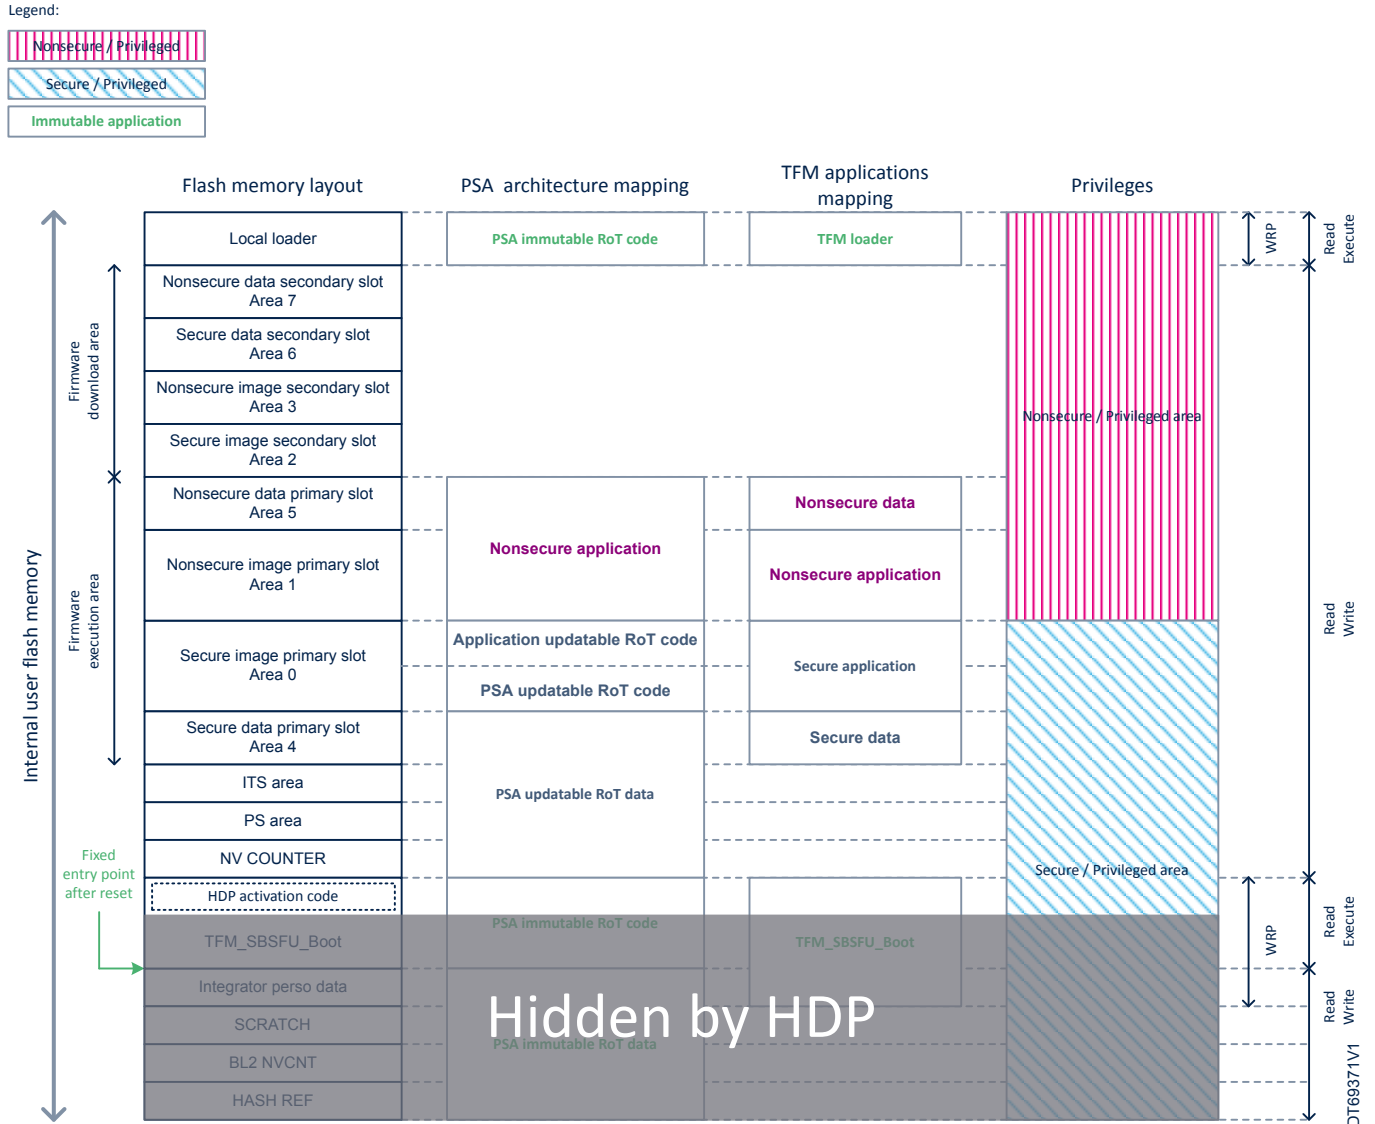 Legend:
Nonsecure / Privileged
Secure / Privileged
Immutable application
Flash memory layout
PSA architecture mapping
TFM applications
mapping
Privileges
Internal user flash memory
Firmware
download area
Firmware
execution area
Fixed
entry point
after reset
Local loader
Nonsecure data secondary slot
Area 7
Secure data secondary slot
Area 6
Nonsecure image secondary slot
Area 3
Secure image secondary slot
Area 2
Nonsecure data primary slot
Area 5
Nonsecure image primary slot
Area 1
Secure image primary slot
Area 0
Secure data primary slot
Area 4
ITS area
PS area
NV COUNTER
HDP activation code
TFM_SBSFU_Boot
Integrator perso data
SCRATCH
BL2 NVCNT
HASH REF
PSA immutable RoT code
Nonsecure application
Application updatable RoT code
PSA updatable RoT code
PSA updatable RoT data
PSA immutable RoT code
PSA immutable RoT data
Hidden by HDP
TFM loader
Nonsecure data
Nonsecure application
Secure application
Secure data
TFM_SBSFU_Boot
Nonsecure / Privileged area
Secure / Privileged area
WRP
WRP
Read
Execute
Read
Write
Read
Execute
Read
Write
DT69371V1